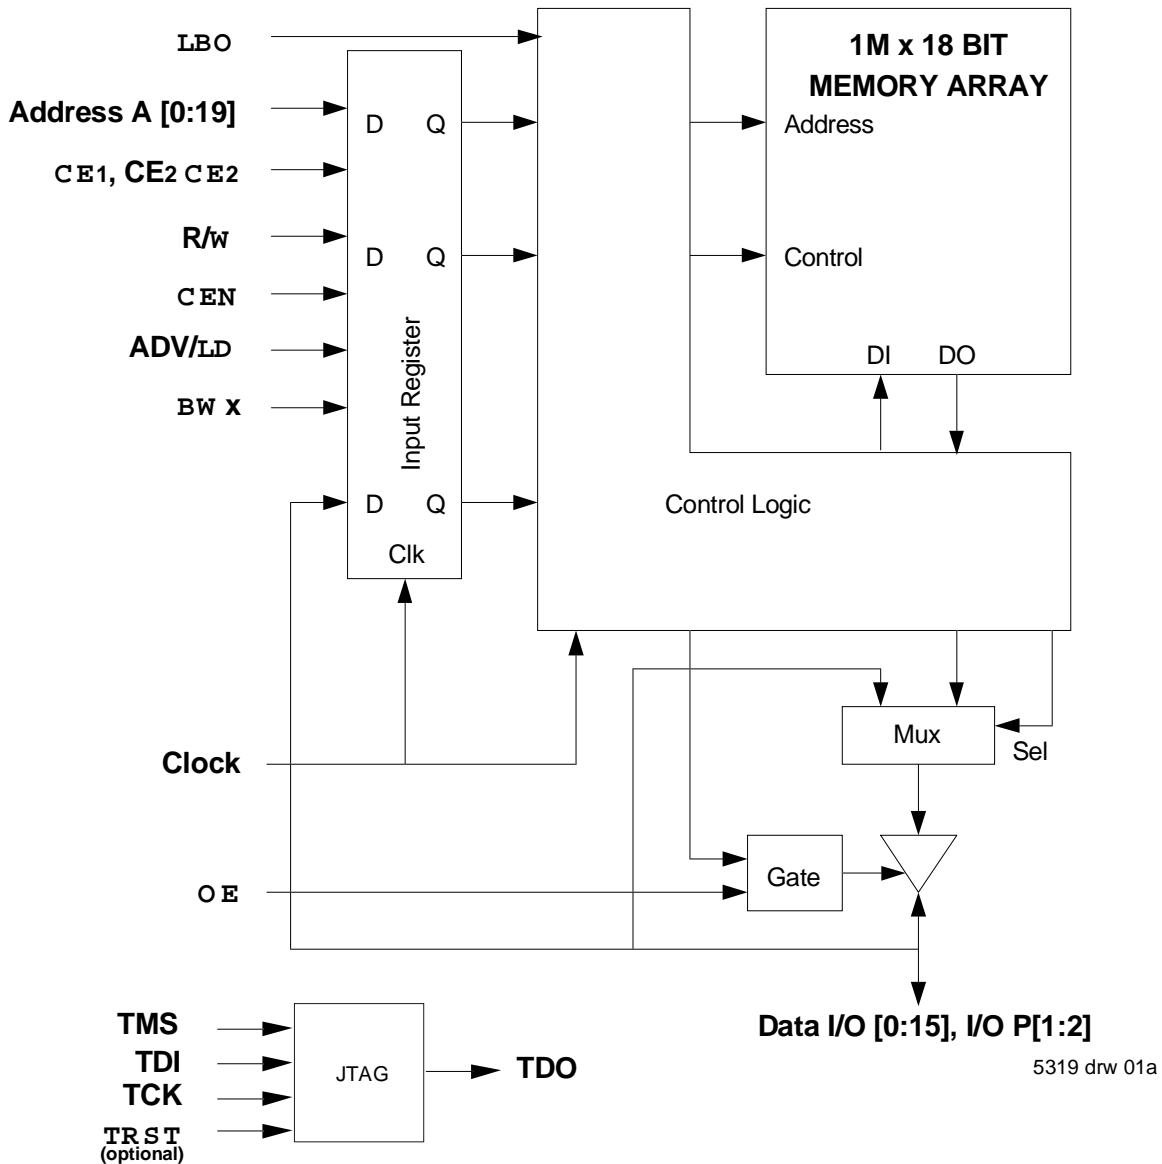 LBO
1M x 18 BIT
MEMORY ARRAY
Address A [0:19]
D Q
Address
CE1, CE2 CE2
R/W
D Q
Control
CEN
ADV/LD
Input Register
DI DO
BW x
D Q
Control Logic
Clk
Mux
Sel
Clock
Gate
OE
TMS
Data I/O [0:15], I/O P[1:2]
TDI
JTAG
TDO
5319 drw 01a
TCK
TRST
(optional)